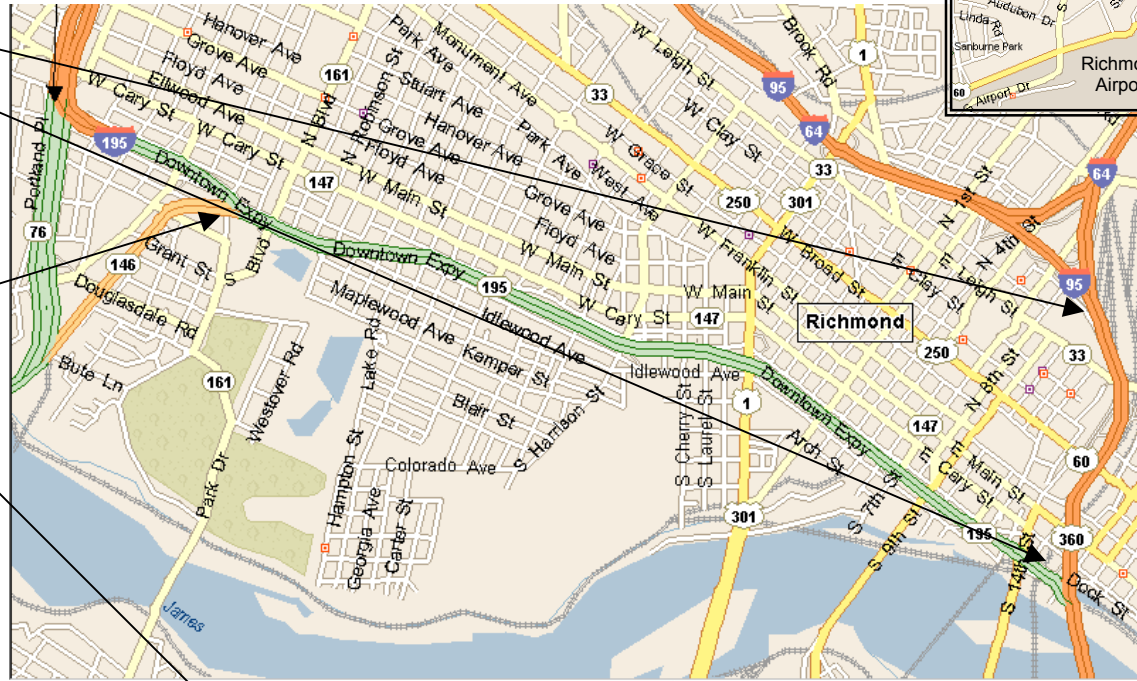 Hanover Ave
Grove Ave
Floyd Ave
Ellwood Ave
W Cary St
W Cary St
161
N Blvd
N Robinson St
Park Ave
Monument Ave
Stuart Ave
Hanover Ave
Grove Ave
Floyd Ave
Park Ave
West Ave
33
W Grace St
W Leigh St
W Clay St
Brook Rd
1
95
64
33
Audubon Dr
Linda Rd
Sanburne Park
S Airport Dr
60
Richmo
Airpo
64
195
Portland Pl
76
Downtown Expy
147
W Main St
Grove Ave
Floyd Ave
W Main St
W Cary St
250
301
W Franklin St
W Broad St
N 1st St
N 4th St
E Clay St
E Leigh St
95
146
Grant St
S Blvd
Douglasdale Rd
Downtown Expy
195
W Main St
147
Richmond
250
33
Maplewood Ave
Idlewood Ave
Idlewood Ave
Kemper St
Lake Rd
Bute Ln
161
Westover Rd
Blair St
S Harrison St
S Cherry St
S Laurel St
1
Downtown Expy
N 8th St
147
60
Hampton St
Colorado Ave
Arch St
E Main St
E Cary St
Park Dr
Georgia Ave
Carter St
301
S 7th St
S 9th St
195
S 14th St
360
Dock St
James